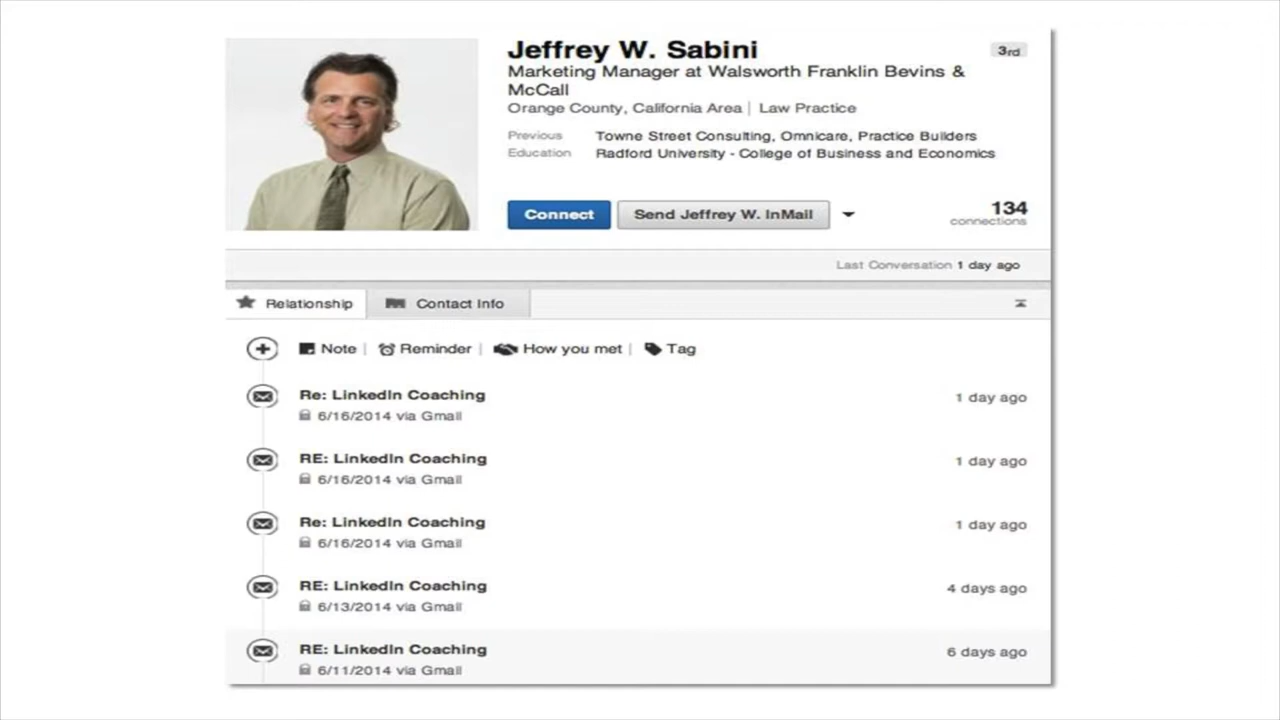 Jeffrey W. Sabini
3rd
Marketing Manager at Walsworth Franklin Bevins &
McCall
Orange County, California Area | Law Practice
Previous Towne Street Consulting, Omnicare, Practice Builders
Education Radford University - College of Business and Economics
Connect Send Jeffrey W. InMail
134
connections
Last Conversation 1 day ago
Relationship Contact Info
Note | Reminder | How you met | Tag
Re: LinkedIn Coaching 1 day ago
6/16/2014 via Gmail
RE: LinkedIn Coaching 1 day ago
6/16/2014 via Gmail
Re: LinkedIn Coaching 1 day ago
6/16/2014 via Gmail
RE: LinkedIn Coaching 4 days ago
6/13/2014 via Gmail
RE: LinkedIn Coaching 6 days ago
6/11/2014 via Gmail